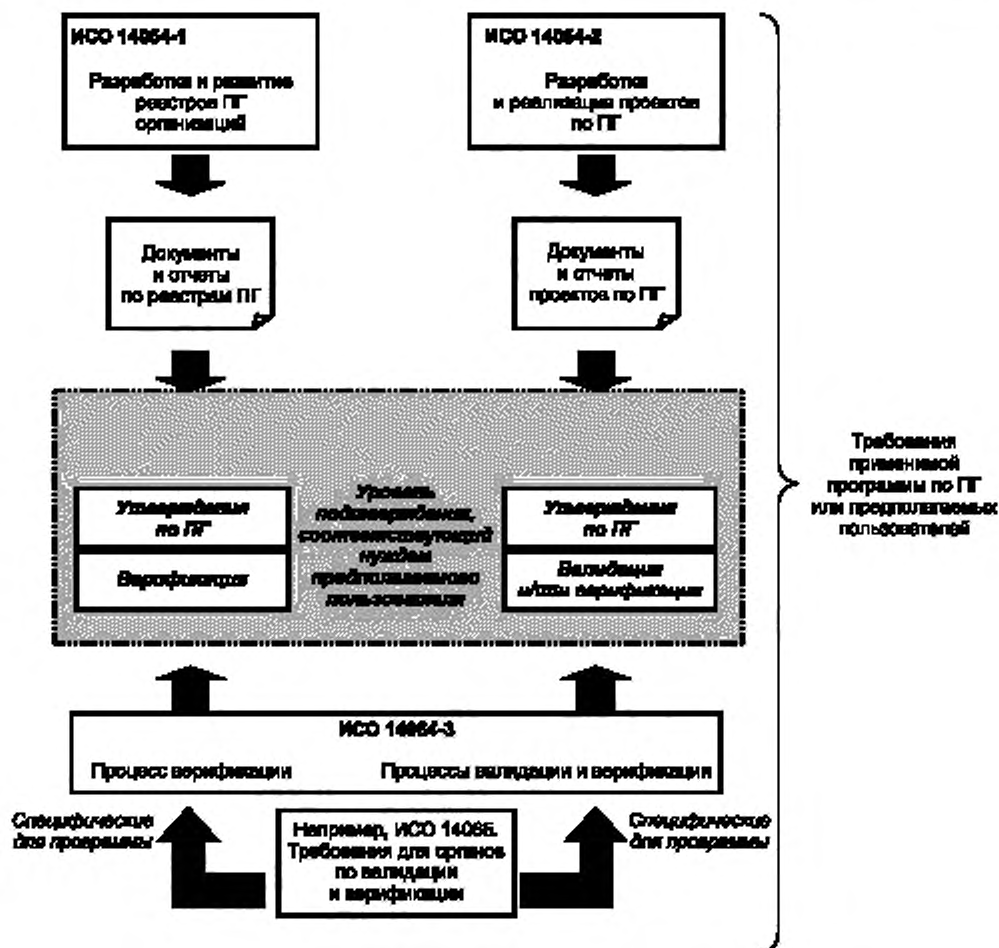 ИСО 14064-1
Разработка и развитие
реестров ПГ
организаций
ИСО 14064-2
Разработка
и реализация проектов
по ПГ
Документы
и отчеты
по реестрам ПГ
Документы
и отчеты
проектов по ПГ
Утверждения
по ПГ
Верификация
Уровень
подтверждения,
соответствующий
нуждам
предполагаемого
пользователя
Утверждения
по ПГ
Валидация
и/или верификация
Требования
применимой
программы по ПГ
или предполагаемых
пользователей
ИСО 14064-3
Процесс верификации
Процессы валидации и верификации
Специфические
для программы
Например, ИСО 14065.
Требования для органов
по валидации
и верификации
Специфические
для программы